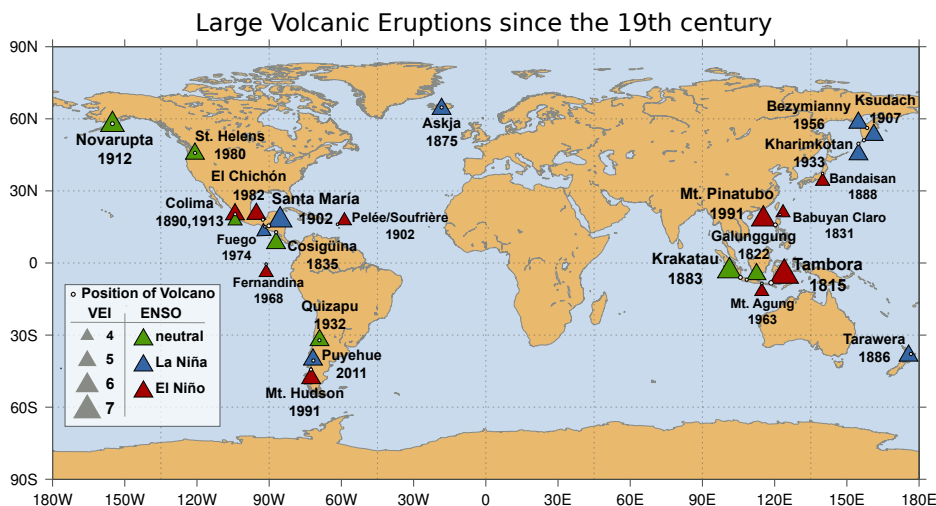 Large Volcanic Eruptions since the 19th century
90N
60N
30N
0
30S
60S
90S
Novarupta
1912
St. Helens
1980
El Chichón
1982
Colima
1890,1913
Santa María
1902
Pelée/Soufrière
1902
Fuego
1974
Cosigüina
1835
Fernandina
1968
Quizapu
1932
Puyehue
2011
Mt. Hudson
1991
Askja
1875
Bezymianny
1956
Ksudach
1907
Kharimkotan
1933
Bandaisan
1888
Mt. Pinatubo
1991
Babuyan Claro
1831
Galunggung
1822
Krakatau
1883
Tambora
1815
Mt. Agung
1963
Tarawera
1886
Position of Volcano
VEI ENSO
4
5
6
7
neutral
La Niña
El Niño
180W 150W 120W 90W 60W 30W 0 30E 60E 90E 120E 150E 180E